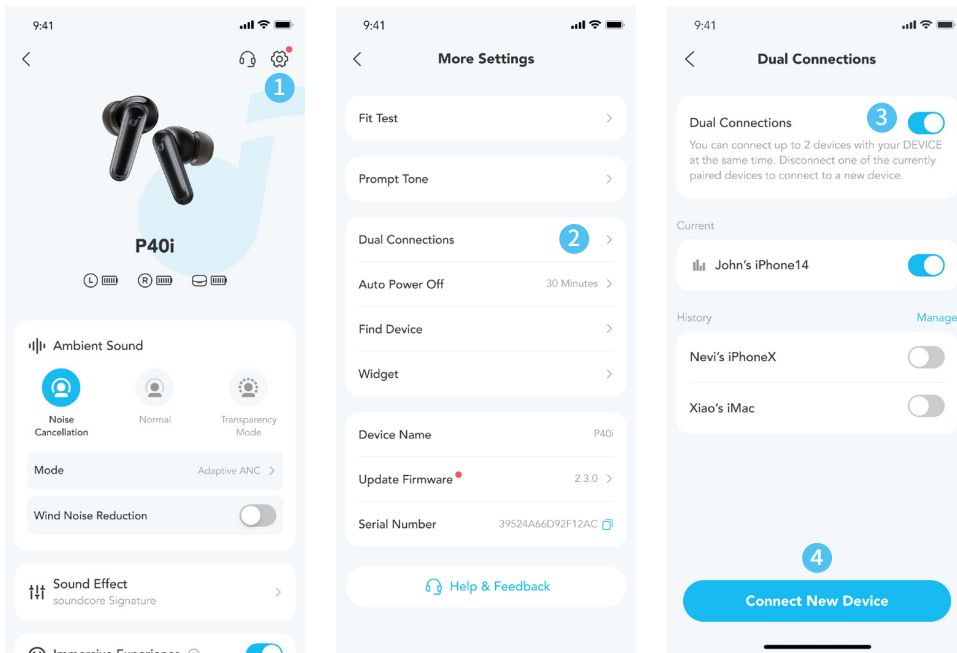 9:41
1
P40i
L
R
Ambient Sound
Noise Cancellation
Normal
Transparency Mode
Mode
Adaptive ANC
Wind Noise Reduction
Sound Effect
soundcore Signature
Immersive Experience
9:41
More Settings
Fit Test
Prompt Tone
Dual Connections
2
Auto Power Off
30 Minutes
Find Device
Widget
Device Name
P40i
Update Firmware
2.3.0
Serial Number
39524A66D92F12AC
Help & Feedback
9:41
Dual Connections
Dual Connections
3
You can connect up to 2 devices with your DEVICE
at the same time. Disconnect one of the currently
paired devices to connect to a new device.
Current
John's iPhone14
History
Manage
Nevi's iPhoneX
Xiao's iMac
4
Connect New Device